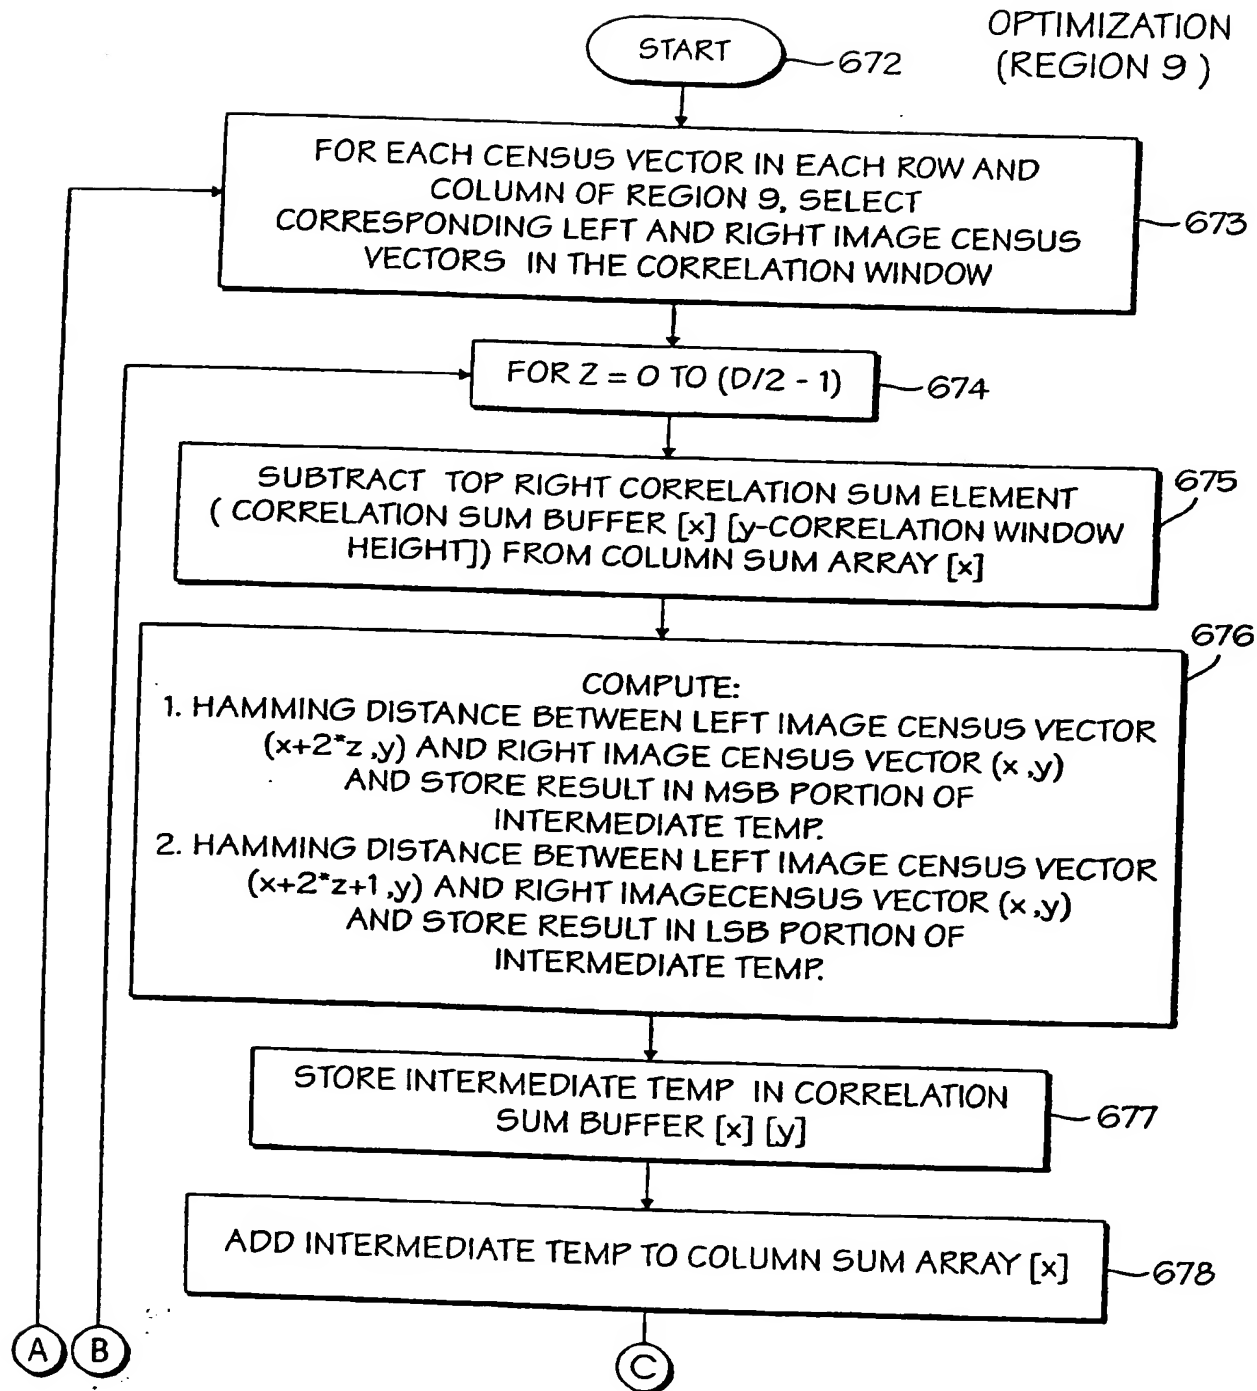 OPTIMIZATION
(REGION 9 )
START
672
FOR EACH CENSUS VECTOR IN EACH ROW AND
COLUMN OF REGION 9, SELECT
CORRESPONDING LEFT AND RIGHT IMAGE CENSUS
VECTORS IN THE CORRELATION WINDOW
673
FOR Z = 0 TO (D/2 - 1)
674
SUBTRACT TOP RIGHT CORRELATION SUM ELEMENT
( CORRELATION SUM BUFFER [x] [y-CORRELATION WINDOW
HEIGHT]) FROM COLUMN SUM ARRAY [x]
675
COMPUTE:
1. HAMMING DISTANCE BETWEEN LEFT IMAGE CENSUS VECTOR
(x+2*z ,y) AND RIGHT IMAGE CENSUS VECTOR (x ,y)
AND STORE RESULT IN MSB PORTION OF
INTERMEDIATE TEMP.
2. HAMMING DISTANCE BETWEEN LEFT IMAGE CENSUS VECTOR
(x+2*z+1 ,y) AND RIGHT IMAGECENSUS VECTOR (x ,y)
AND STORE RESULT IN LSB PORTION OF
INTERMEDIATE TEMP.
676
STORE INTERMEDIATE TEMP IN CORRELATION
SUM BUFFER [x] [y]
677
ADD INTERMEDIATE TEMP TO COLUMN SUM ARRAY [x]
678
A
B
C